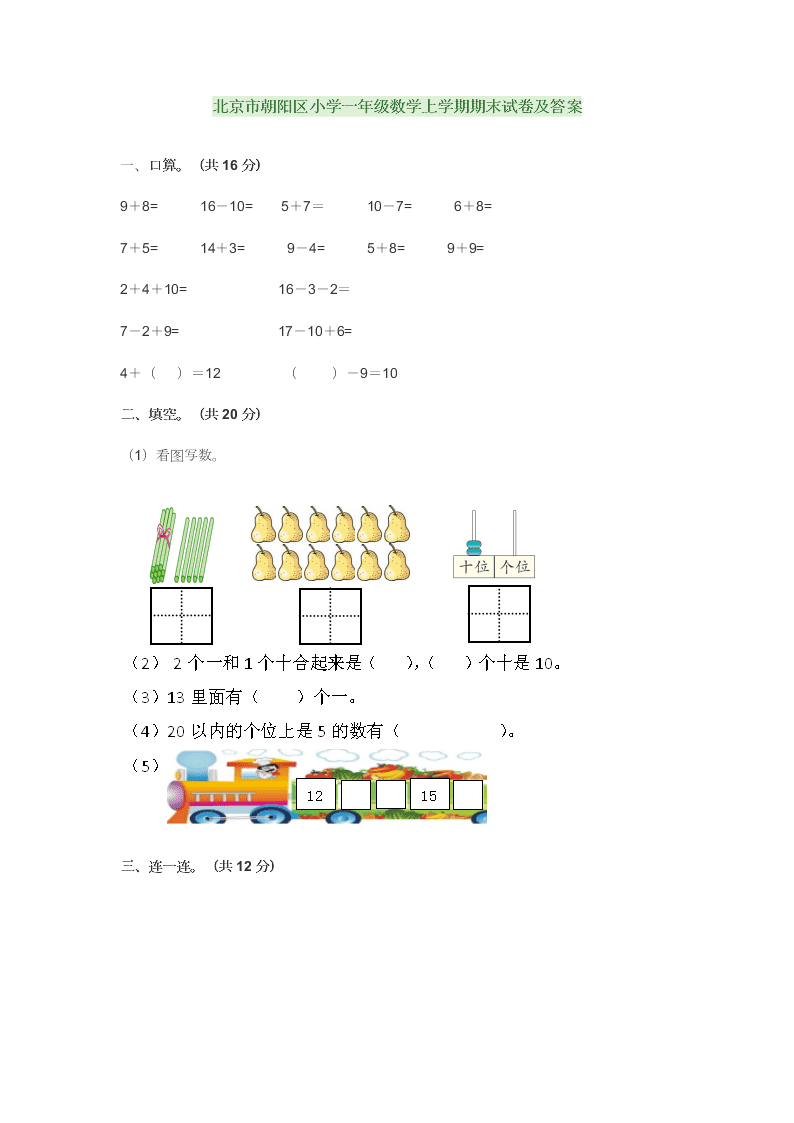 北京市朝阳区小学一年级数学上学期期末试卷及答案
一、口算。（共 16 分）
9＋8= 16－10= 5＋7＝ 10－7= 6＋8=
7＋5= 14＋3= 9－4= 5＋8= 9＋9=
2＋4＋10= 16－3－2＝
7－2＋9= 17－10＋6=
4＋（ ）＝12 （ ）－9＝10
二、填空。（共 20 分）
（1）看图写数。
十位 个位
（2） 2 个一和 1 个十合起来是（ ），（ ）个十是 10。
（3）13 里面有（ ）个一。
（4）20 以内的个位上是 5 的数有（ ）。
（5）
12 15
三、连一连。（共 12 分）